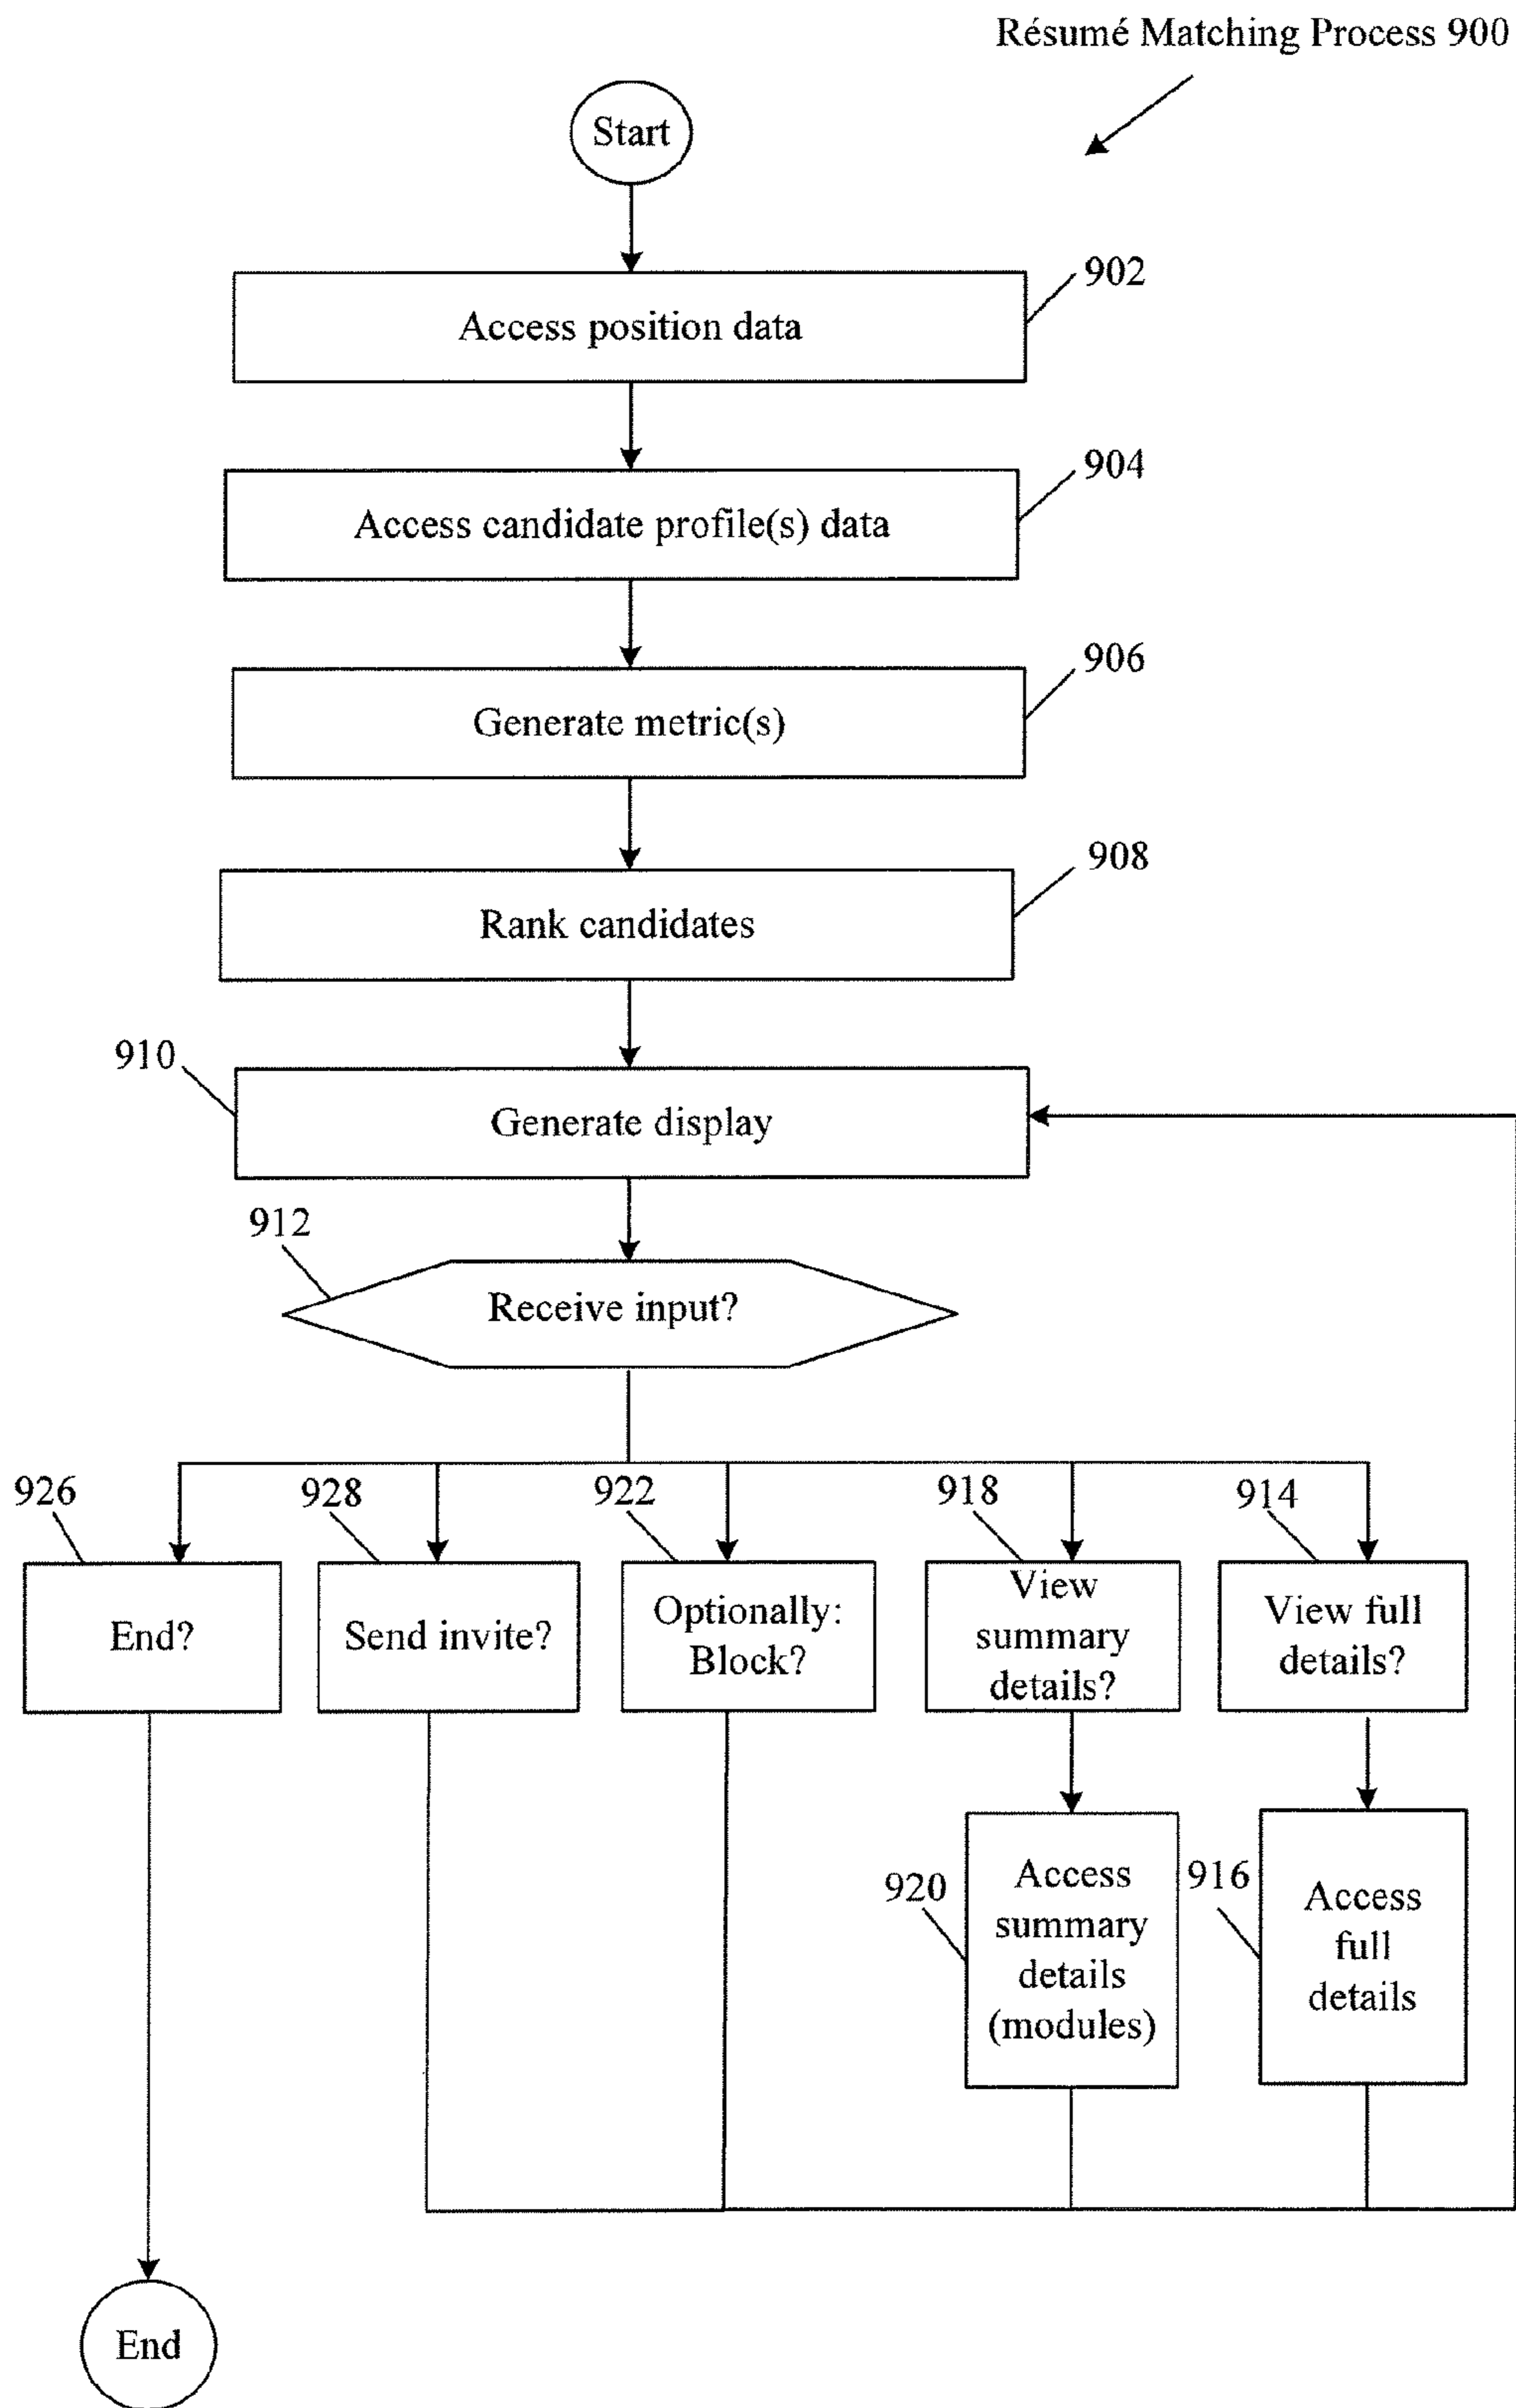 Résumé Matching Process 900
Start
902
Access position data
904
Access candidate profile(s) data
906
Generate metric(s)
908
Rank candidates
910
Generate display
912
Receive input?
926
928
922
918
914
End?
Send invite?
Optionally:
Block?
View
summary
details?
View full
details?
920
Access
summary
details
(modules)
916
Access
full
details
End